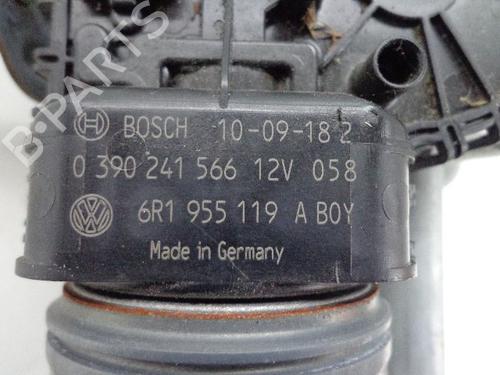 B-PARTS
BOSCH 10-09-18 2
0 390 241 566 12V 058
6R1 955 119 A BOY
Made in Germany